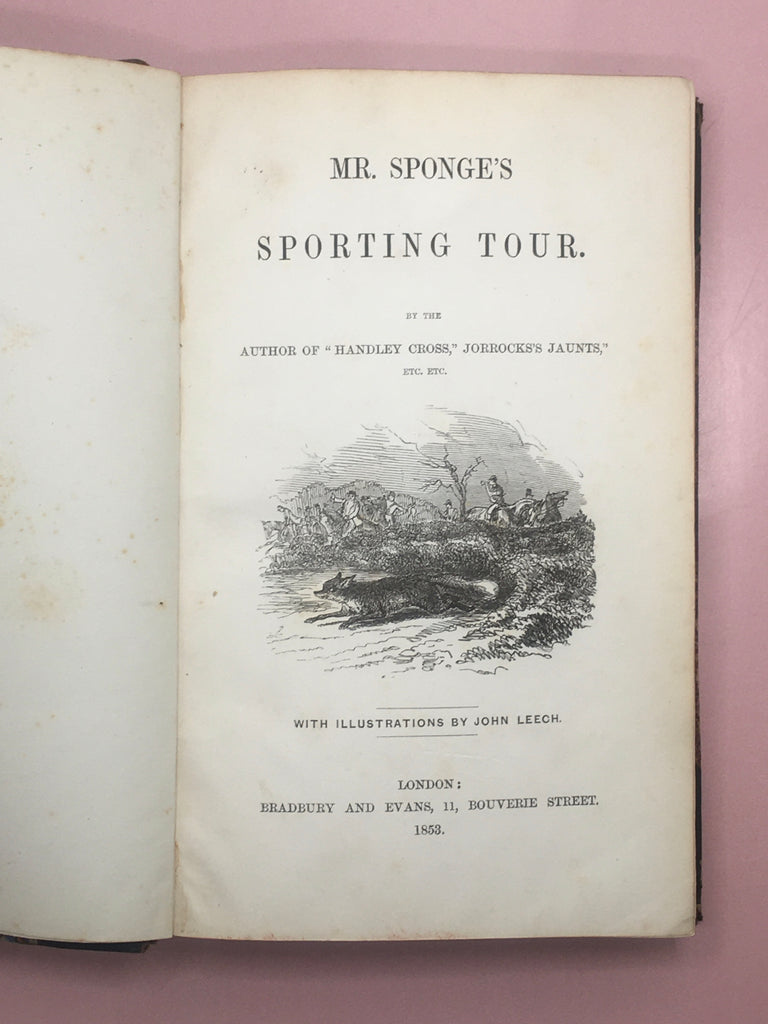 MR. SPONGE'S
SPORTING TOUR.
BY THE
AUTHOR OF "HANDLEY CROSS," JORROCKS'S JAUNTS,"
ETC. ETC.
WITH ILLUSTRATIONS BY JOHN LEECH.
LONDON:
BRADBURY AND EVANS, 11, BOUVERIE STREET.
1853.